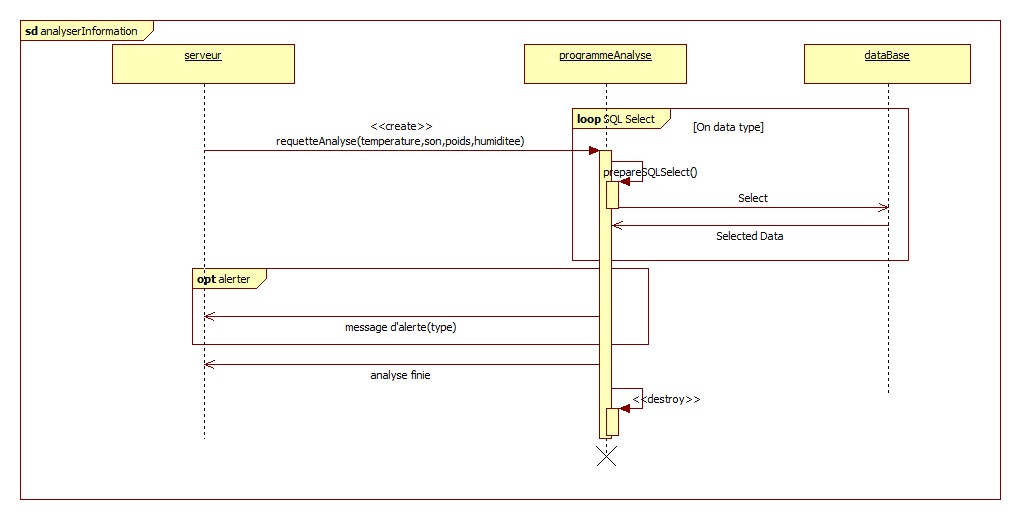 sd analyserInformation
serveur
programmeAnalyse
dataBase
loop SQL Select
[On data type]
<<create>>
requetteAnalyse(temperature,son,poids,humiditee)
prepareSQLSelect()
Select
Selected Data
opt alerter
message d'alerte(type)
analyse finie
<<destroy>>